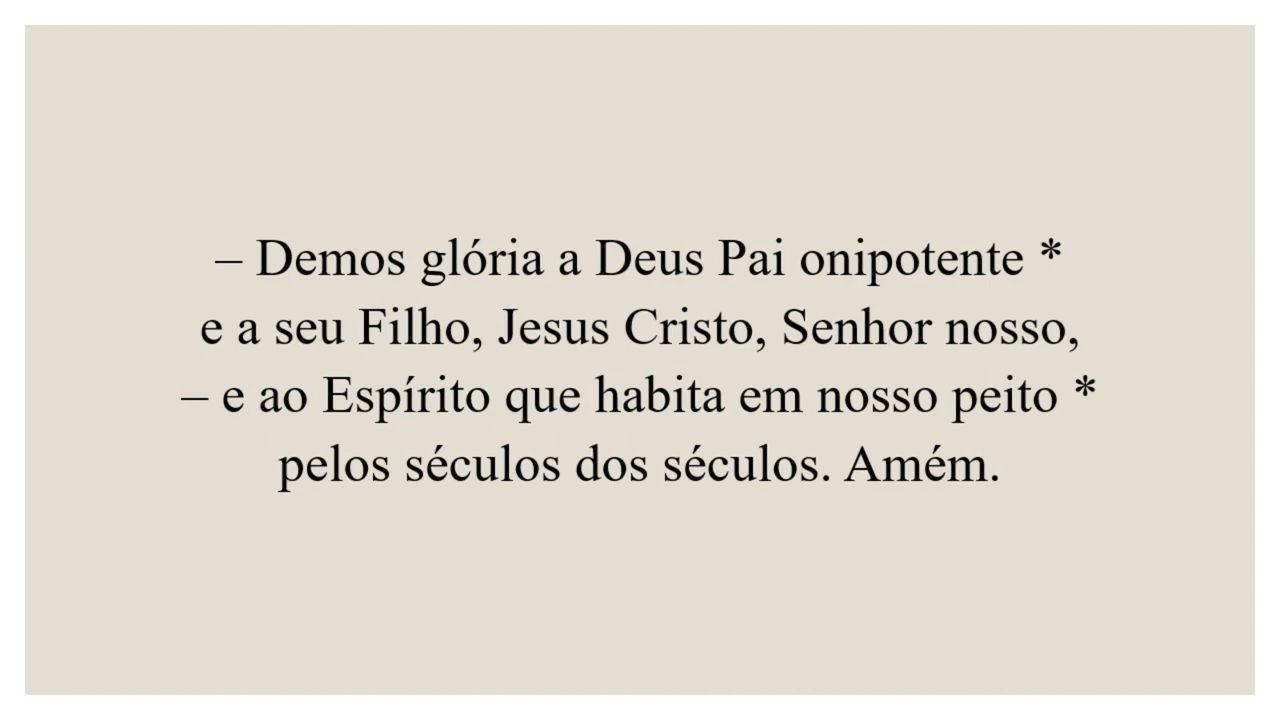 – Demos glória a Deus Pai onipotente *
e a seu Filho, Jesus Cristo, Senhor nosso,
– e ao Espírito que habita em nosso peito *
pelos séculos dos séculos. Amém.